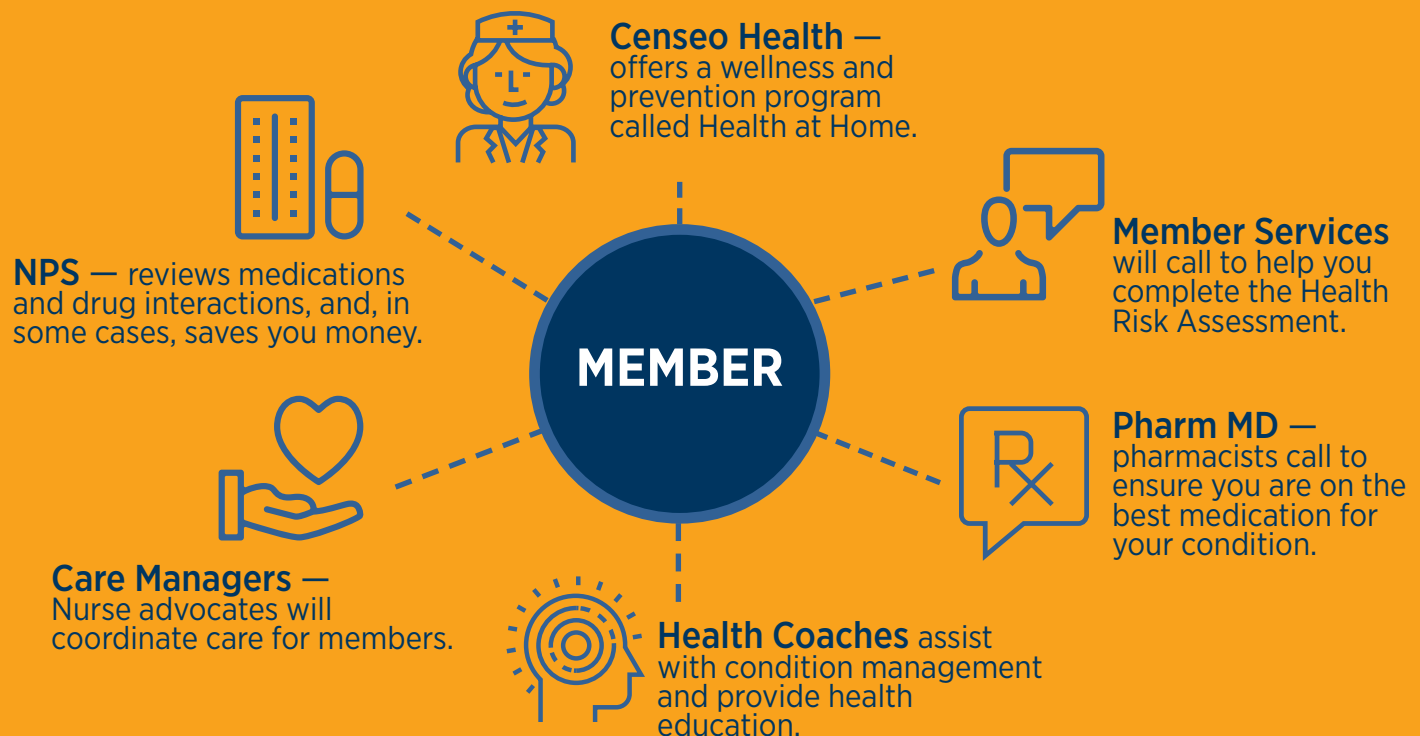 Censeo Health —
offers a wellness and
prevention program
called Health at Home.
Member Services
will call to help you
complete the Health
Risk Assessment.
NPS — reviews medications
and drug interactions, and, in
some cases, saves you money.
MEMBER
Pharm MD —
pharmacists call to
ensure you are on the
best medication for
your condition.
Rx
Care Managers —
Nurse advocates will
coordinate care for members.
Health Coaches assist
with condition management
and provide health
education.